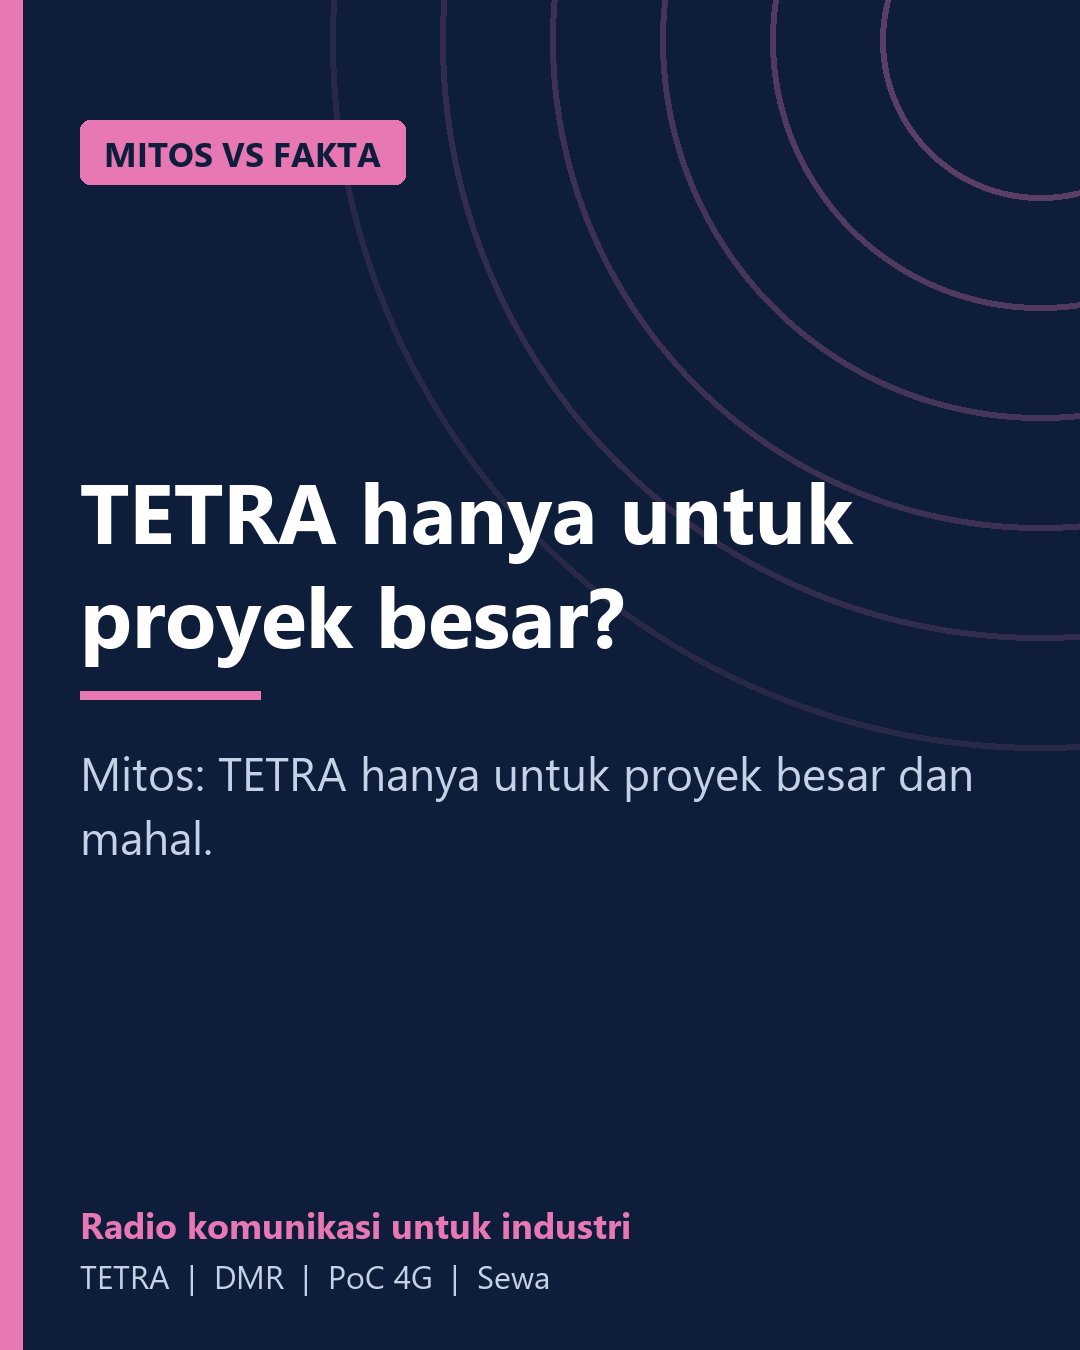 MITOS VS FAKTA
TETRA hanya untuk
proyek besar?
Mitos: TETRA hanya untuk proyek besar dan
mahal.
Radio komunikasi untuk industri
TETRA | DMR | PoC 4G | Sewa